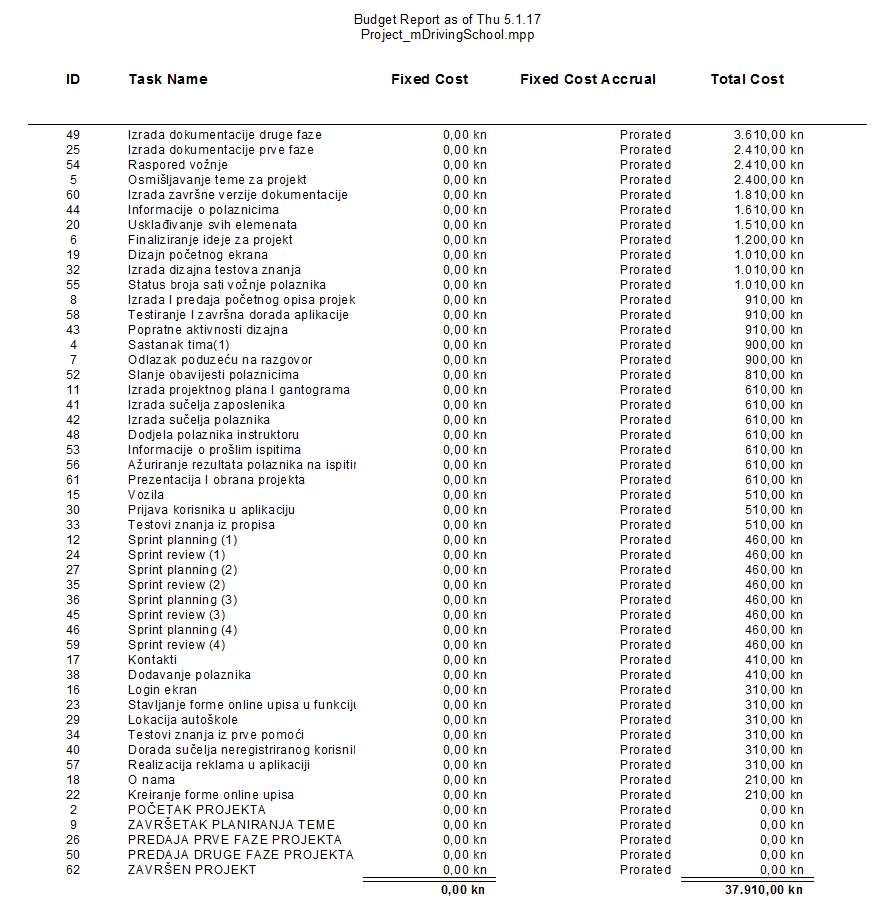 Budget Report as of Thu 5.1.17
Project_mDrivingSchool.mpp
ID Task Name Fixed Cost Fixed Cost Accrual Total Cost
49 Izrada dokumentacije druge faze 0,00 kn Prorated 3.610,00 kn
25 Izrada dokumentacije prve faze 0,00 kn Prorated 2.410,00 kn
54 Raspored vožnje 0,00 kn Prorated 2.410,00 kn
5 Osmišljavanje teme za projekt 0,00 kn Prorated 2.400,00 kn
60 Izrada završne verzije dokumentacije 0,00 kn Prorated 1.810,00 kn
44 Informacije o polaznicima 0,00 kn Prorated 1.610,00 kn
20 Usklađivanje svih elemenata 0,00 kn Prorated 1.510,00 kn
6 Finaliziranje ideje za projekt 0,00 kn Prorated 1.200,00 kn
19 Dizajn početnog ekrana 0,00 kn Prorated 1.010,00 kn
32 Izrada dizajna testova znanja 0,00 kn Prorated 1.010,00 kn
55 Status broja sati vožnje polaznika 0,00 kn Prorated 1.010,00 kn
8 Izrada I predaja početnog opisa projek 0,00 kn Prorated 910,00 kn
58 Testiranje I završna dorada aplikacije 0,00 kn Prorated 910,00 kn
43 Popratne aktivnosti dizajna 0,00 kn Prorated 910,00 kn
4 Sastanak tima(1) 0,00 kn Prorated 900,00 kn
7 Odlazak poduzeću na razgovor 0,00 kn Prorated 900,00 kn
52 Slanje obavijesti polaznicima 0,00 kn Prorated 810,00 kn
11 Izrada projektnog plana I gantograma 0,00 kn Prorated 610,00 kn
41 Izrada sučelja zaposlenika 0,00 kn Prorated 610,00 kn
42 Izrada sučelja polaznika 0,00 kn Prorated 610,00 kn
48 Dodjela polaznika instruktoru 0,00 kn Prorated 610,00 kn
53 Informacije o prošlim ispitima 0,00 kn Prorated 610,00 kn
56 Ažuriranje rezultata polaznika na ispitir 0,00 kn Prorated 610,00 kn
61 Prezentacija I obrana projekta 0,00 kn Prorated 610,00 kn
15 Vozila 0,00 kn Prorated 510,00 kn
30 Prijava korisnika u aplikaciju 0,00 kn Prorated 510,00 kn
33 Testovi znanja iz propisa 0,00 kn Prorated 510,00 kn
12 Sprint planning (1) 0,00 kn Prorated 460,00 kn
24 Sprint review (1) 0,00 kn Prorated 460,00 kn
27 Sprint planning (2) 0,00 kn Prorated 460,00 kn
35 Sprint review (2) 0,00 kn Prorated 460,00 kn
36 Sprint planning (3) 0,00 kn Prorated 460,00 kn
45 Sprint review (3) 0,00 kn Prorated 460,00 kn
46 Sprint planning (4) 0,00 kn Prorated 460,00 kn
59 Sprint review (4) 0,00 kn Prorated 460,00 kn
17 Kontakti 0,00 kn Prorated 410,00 kn
38 Dodavanje polaznika 0,00 kn Prorated 410,00 kn
16 Login ekran 0,00 kn Prorated 310,00 kn
23 Stavljanje forme online upisa u funkciju 0,00 kn Prorated 310,00 kn
29 Lokacija autoškole 0,00 kn Prorated 310,00 kn
34 Testovi znanja iz prve pomoći 0,00 kn Prorated 310,00 kn
40 Dorada sučelja neregistriranog korisnil 0,00 kn Prorated 310,00 kn
57 Realizacija reklama u aplikaciji 0,00 kn Prorated 310,00 kn
18 O nama 0,00 kn Prorated 210,00 kn
22 Kreiranje forme online upisa 0,00 kn Prorated 210,00 kn
2 POČETAK PROJEKTA 0,00 kn Prorated 0,00 kn
9 ZAVRŠETAK PLANIRANJA TEME 0,00 kn Prorated 0,00 kn
26 PREDAJA PRVE FAZE PROJEKTA 0,00 kn Prorated 0,00 kn
50 PREDAJA DRUGE FAZE PROJEKTA 0,00 kn Prorated 0,00 kn
62 ZAVRŠEN PROJEKT 0,00 kn Prorated 0,00 kn
0,00 kn 37.910,00 kn